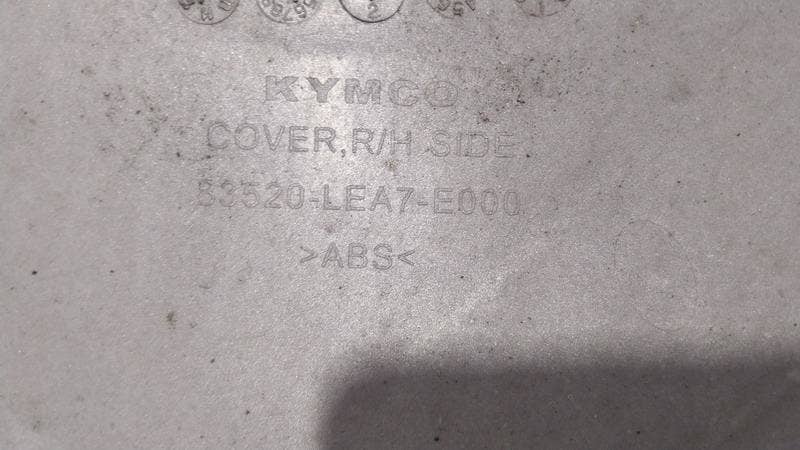 KYMCO
COVER,R/H SIDE
83520-LEA7-E000
>ABS<